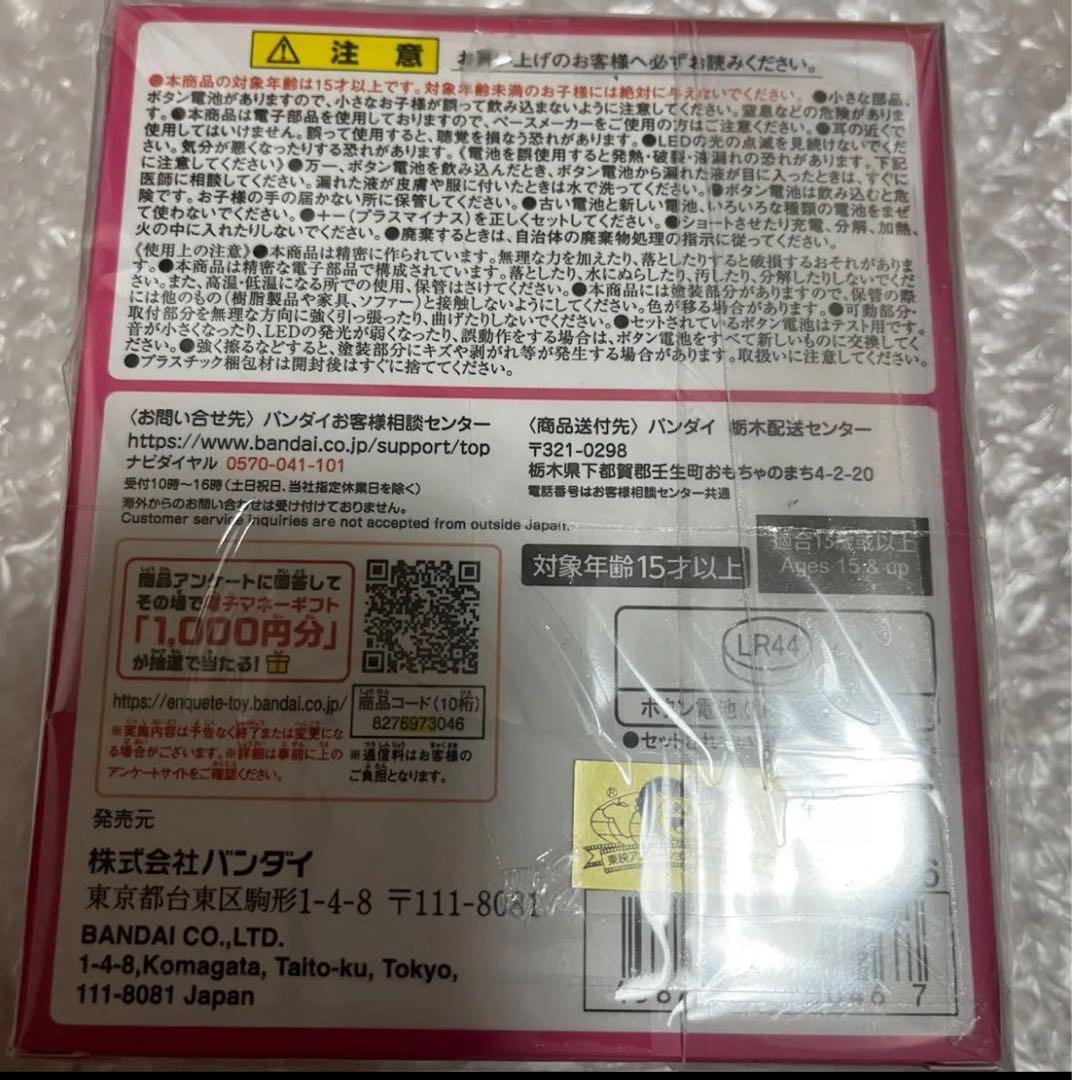 注意 お買い上げのお客様へ必ずお読みください。
●本商品の対象年齢は15才以上です。対象年齢未満のお子様には絶対に与えないでください。●小さな部品、
ボタン電池がありますので、小さなお子様が誤って飲み込まないように注意してください。窒息などの危険がありま
す。●本商品は電子部品を使用しておりますので、ペースメーカーをご使用の方はご注意ください。●耳の近くで
使用してはいけません。誤って使用すると、聴覚を損なう恐れがあります。●LEDの光の点滅を見続けないでくだ
さい。気分が悪くなったりする恐れがあります。《電池を誤使用すると発熱・破裂・液漏れの恐れがあります。下記
に注意してください》●万一、ボタン電池を飲み込んだとき、ボタン電池から漏れた液が目に入ったときは、すぐに
医師に相談してください。漏れた液が皮膚や服に付いたときは水で洗ってください。●ボタン電池は飲み込むと危
険です。お子様の手の届かない所に保管してください。●古い電池と新しい電池、いろいろな種類の電池をまぜ
て使わないでください。●+−(プラスマイナス)を正しくセットしてください。●ショートさせたり充電、分解、加熱、
火の中に入れたりしないでください。●廃棄するときは、自治体の廃棄物処理の指示に従ってください。
《使用上の注意》●本商品は精密に作られています。無理な力を加えたり、落としたりすると破損するおそれがありま
す。●本商品は精密な電子部品で構成されています。落としたり、水にぬらしたり、汚したり、分解したりしないでくだ
さい。また、高温・低温になる所での使用、保管はさけてください。●本商品には塗装部分がありますので、保管の際
には他のもの(樹脂製品や家具、ソファー)と接触しないようにしてください。色が移る場合があります。●可動部分・
取付部分を無理な方向に強く引っ張ったり、曲げたりしないでください。●セットされているボタン電池はテスト用です。
音が小さくなったり、LEDの発光が弱くなったり、誤動作をする場合は、ボタン電池をすべて新しいものに交換してく
ださい。●強く擦るなどすると、塗装部分にキズや剥がれ等が発生する場合があります。取扱いに注意してください。
●プラスチック梱包材は開封後はすぐに捨ててください。
〈お問い合せ先〉バンダイお客様相談センター
https://www.bandai.co.jp/support/top
ナビダイヤル 0570-041-101
受付10時〜16時(土日祝日、当社指定休業日を除く)
海外からのお問い合わせは受け付けておりません。
Customer service inquiries are not accepted from outside Japan.
〈商品送付先〉バンダイ 栃木配送センター
〒321-0298
栃木県下都賀郡壬生町おもちゃのまち4-2-20
電話番号はお客様相談センター共通
対象年齢15才以上
適合15歳或以上
Ages 15 & up
商品アンケートに回答して
その場で電子マネーギフト
「1,000円分」
が抽選で当たる!
https://enquete-toy.bandai.co.jp/
商品コード(10桁)
8276973046
※実施内容は予告なく終了または変更にな
る場合がございます。※詳細は事前に上の
アンケートサイトをご確認ください。
※通信料はお客様の
ご負担となります。
LR44
ボタン電池
●セットされてい
®
東映ア
発売元
株式会社バンダイ
東京都台東区駒形1-4-8 〒111-8081
BANDAI CO.,LTD.
1-4-8,Komagata, Taito-ku, Tokyo,
111-8081 Japan